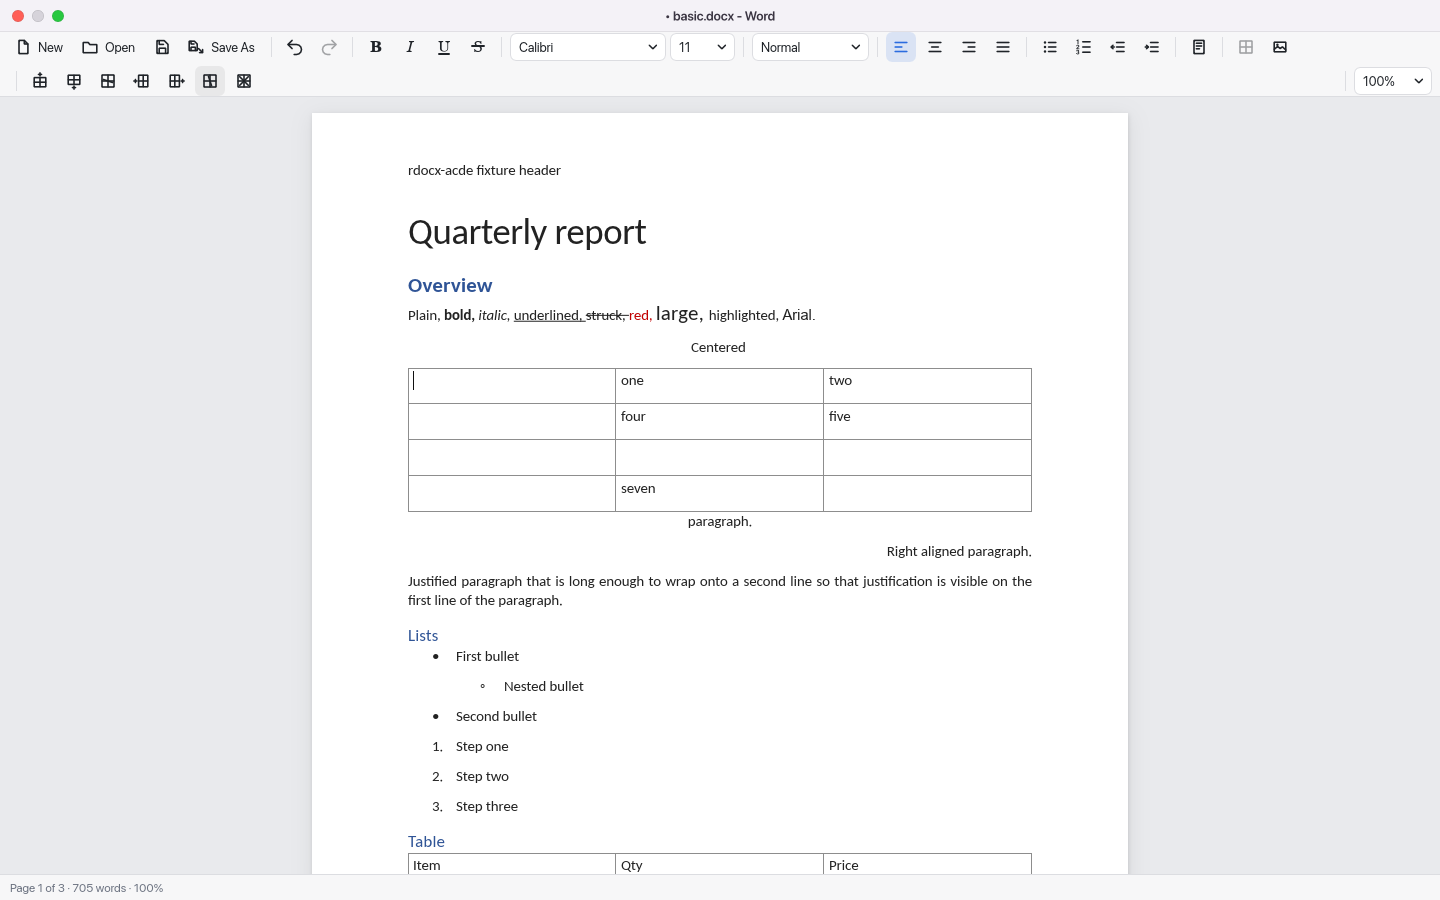 • basic.docx - Word
New Open Save As B I U S Calibri 11 Normal
100%
rdocx-acde fixture header
Quarterly report
Overview
Plain, bold, italic, underlined, struck, red, large, highlighted, Arial.
Centered
one two
four five
seven
paragraph.
Right aligned paragraph.
Justified paragraph that is long enough to wrap onto a second line so that justification is visible on the
first line of the paragraph.
Lists
• First bullet
◦ Nested bullet
• Second bullet
1. Step one
2. Step two
3. Step three
Table
Item Qty Price
Page 1 of 3 · 705 words · 100%